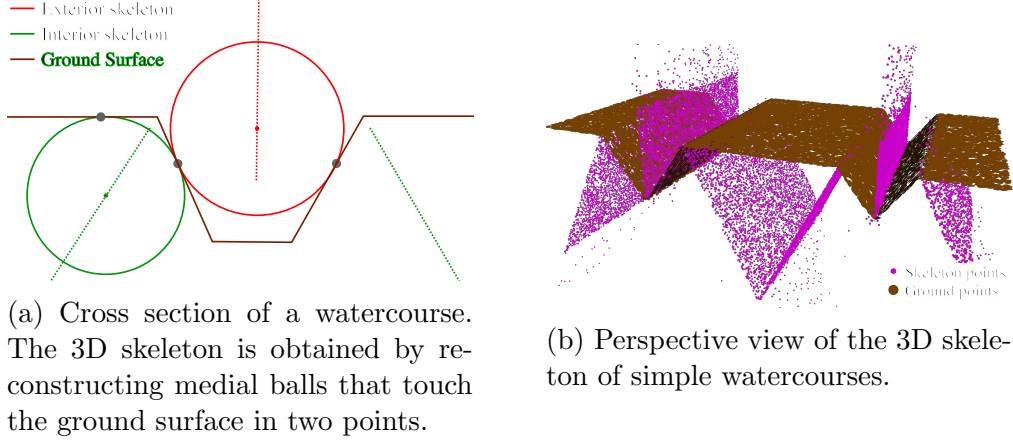 Exterior skeleton
Interior skeleton
Ground Surface
(a) Cross section of a watercourse.
The 3D skeleton is obtained by re-
constructing medial balls that touch
the ground surface in two points.
Skeleton points
Ground points
(b) Perspective view of the 3D skele-
ton of simple watercourses.